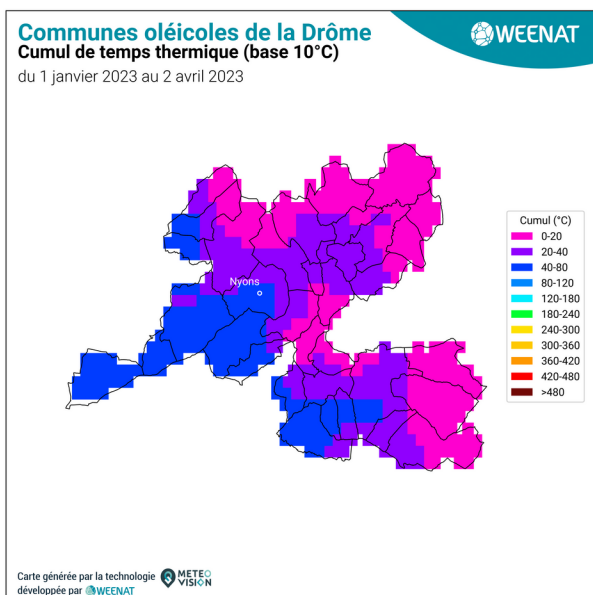 Communes oléicoles de la Drôme
Cumul de temps thermique (base 10°C)
du 1 janvier 2023 au 2 avril 2023
WEENAT
Nyons
Cumul (°C)
0-20
20-40
40-80
80-120
120-180
180-240
240-300
300-360
360-420
420-480
>480
Carte générée par la technologie METEO VISION
développée par WEENAT